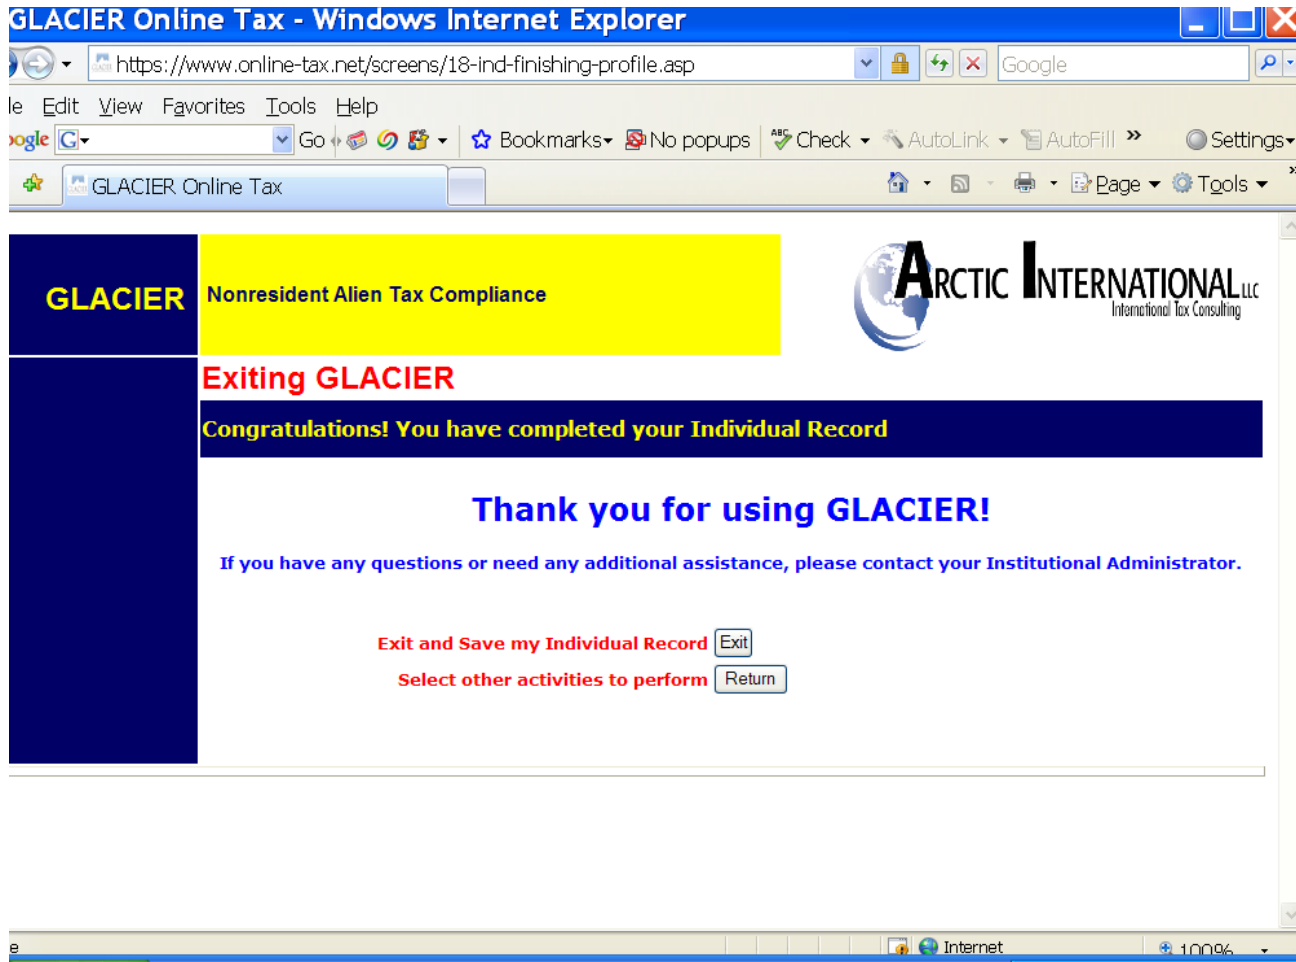 GLACIER Online Tax - Windows Internet Explorer
https://www.online-tax.net/screens/18-ind-finishing-profile.asp Google
le Edit View Favorites Tools Help
oogle G Go Bookmarks No popups ABC Check AutoLink AutoFill » Settings
GLACIER Online Tax Page Tools »
GLACIER
Nonresident Alien Tax Compliance
ARCTIC INTERNATIONAL LLC
International Tax Consulting
Exiting GLACIER
Congratulations! You have completed your Individual Record
Thank you for using GLACIER!
If you have any questions or need any additional assistance, please contact your Institutional Administrator.
Exit and Save my Individual Record Exit
Select other activities to perform Return
e Internet 100%